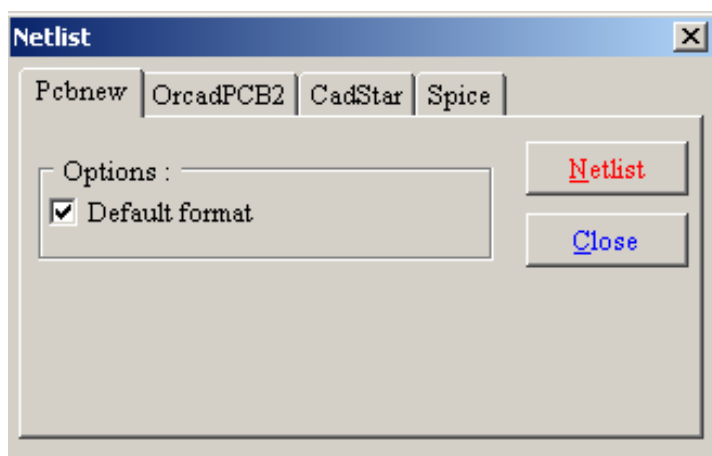 Netlist
Pcbnew OrcadPCB2 CadStar Spice
Options :
Default format
Netlist
Close